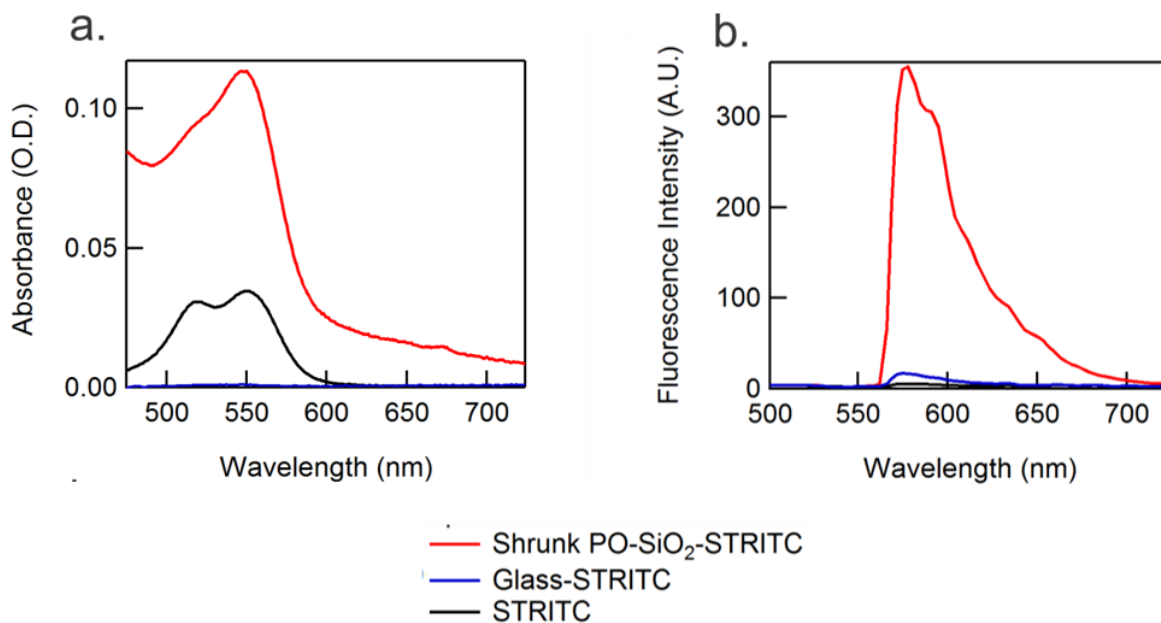 a.
b.
Absorbance (O.D.)
0.10
0.05
0.00
500 550 600 650 700
Wavelength (nm)
Fluorescence Intensity (A.U.)
300
200
100
0
500 550 600 650 700
Wavelength (nm)
Shrunk PO-SiO₂-STRITC
Glass-STRITC
STRITC